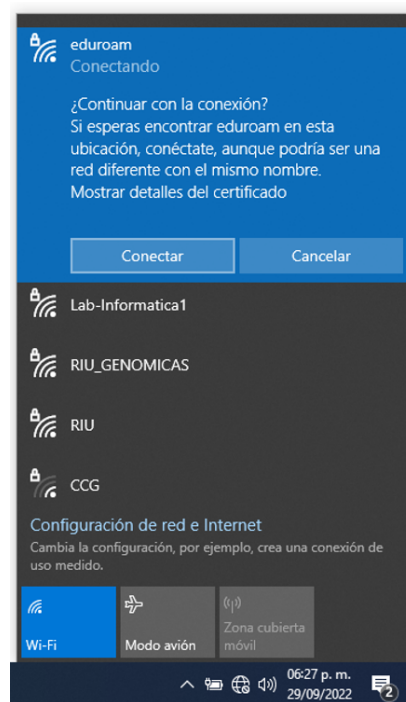 eduroam
Conectando
¿Continuar con la conexión?
Si esperas encontrar eduroam en esta
ubicación, conéctate, aunque podría ser una
red diferente con el mismo nombre.
Mostrar detalles del certificado
Conectar
Cancelar
Lab-Informatica1
RIU_GENOMICAS
RIU
CCG
Configuración de red e Internet
Cambia la configuración, por ejemplo, crea una conexión de
uso medido.
Wi-Fi
Modo avión
Zona cubierta
móvil
06:27 p. m.
29/09/2022
2